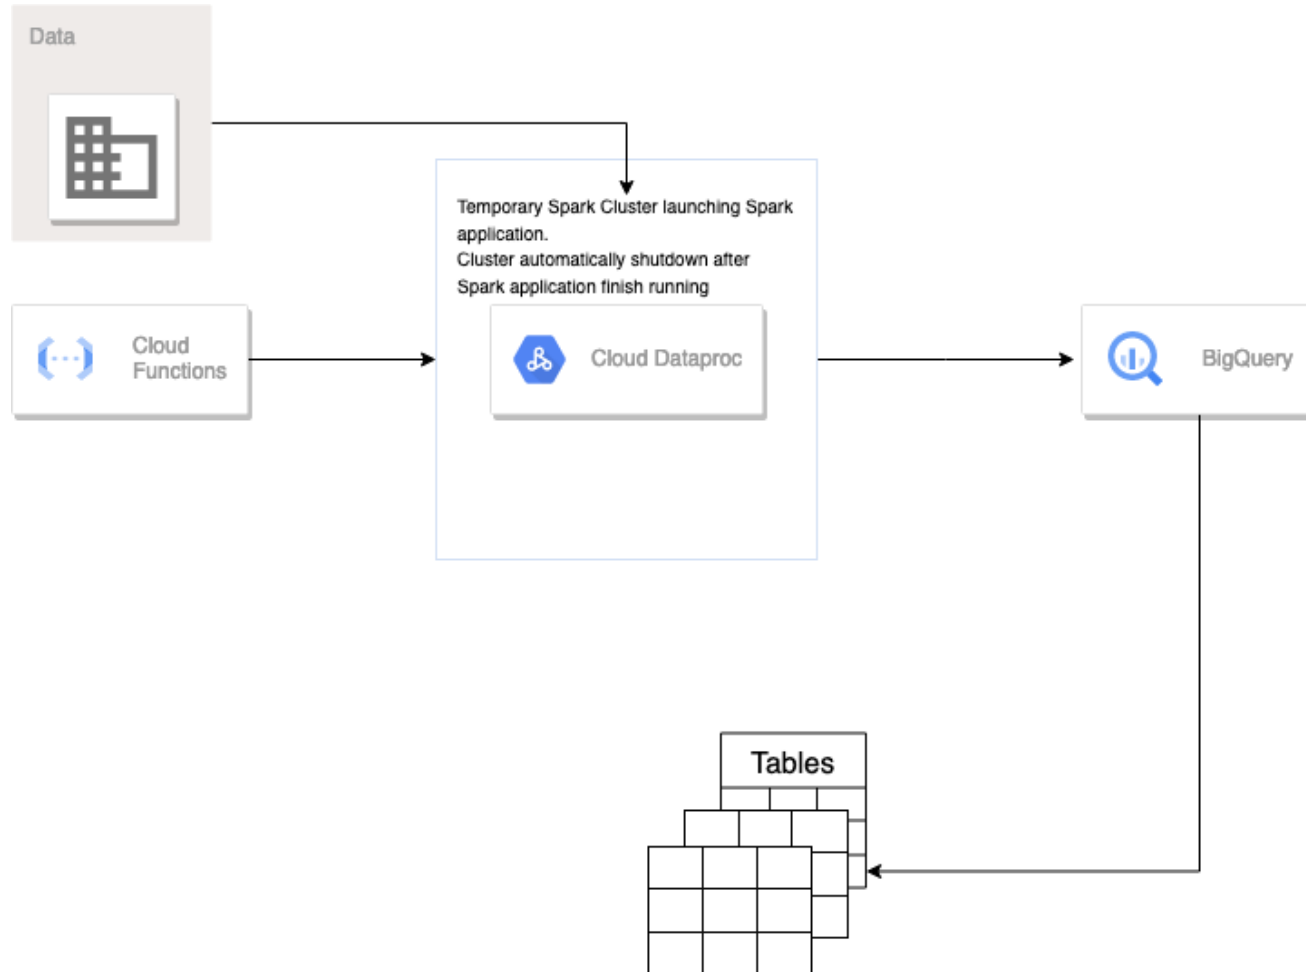 Data
Temporary Spark Cluster launching Spark
application.
Cluster automatically shutdown after
Spark application finish running
Cloud
Functions
Cloud Dataproc
BigQuery
Tables